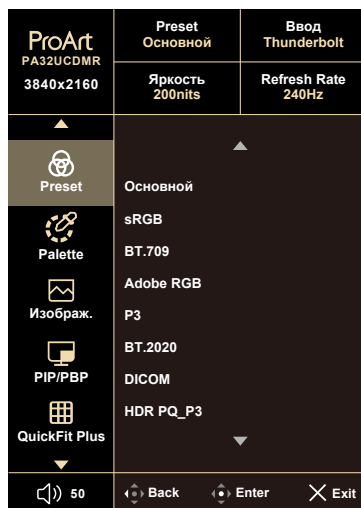 ProArt
PA32UCDMR
3840x2160
Preset
Основной
Ввод
Thunderbolt
Яркость
200nits
Refresh Rate
240Hz
Preset
Palette
Изображ.
PIP/PBP
QuickFit Plus
Основной
sRGB
BT.709
Adobe RGB
P3
BT.2020
DICOM
HDR PQ_P3
50
Back
Enter
Exit